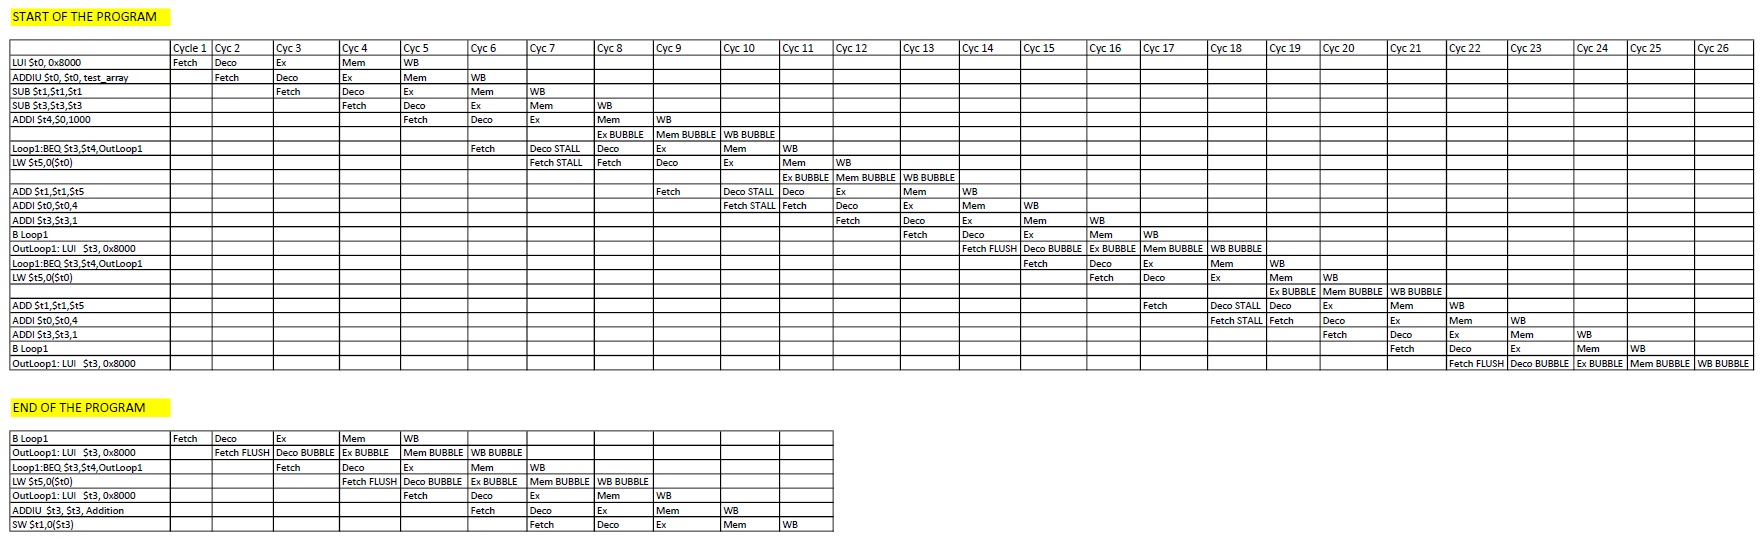 START OF THE PROGRAM
Cycle 1 Cyc 2 Cyc 3 Cyc 4 Cyc 5 Cyc 6 Cyc 7 Cyc 8 Cyc 9 Cyc 10 Cyc 11 Cyc 12 Cyc 13 Cyc 14 Cyc 15 Cyc 16 Cyc 17 Cyc 18 Cyc 19 Cyc 20 Cyc 21 Cyc 22 Cyc 23 Cyc 24 Cyc 25 Cyc 26
LUI $t0, 0x8000 Fetch Deco Ex Mem WB
ADDIU $t0, $t0, test_array Fetch Deco Ex Mem WB
SUB $t1,$t1,$t1 Fetch Deco Ex Mem WB
SUB $t3,$t3,$t3 Fetch Deco Ex Mem WB
ADDI $t4,$0,1000 Fetch Deco Ex Mem WB
Ex BUBBLE Mem BUBBLE WB BUBBLE
Loop1:BEQ $t3,$t4,OutLoop1 Fetch Deco STALL Deco Ex Mem WB
LW $t5,0($t0) Fetch STALL Fetch Deco Ex Mem WB
Ex BUBBLE Mem BUBBLE WB BUBBLE
ADD $t1,$t1,$t5 Fetch Deco STALL Deco Ex Mem WB
ADDI $t0,$t0,4 Fetch STALL Fetch Deco Ex Mem WB
ADDI $t3,$t3,1 Fetch Deco Ex Mem WB
B Loop1 Fetch Deco Ex Mem WB
OutLoop1: LUI $t3, 0x8000 Fetch FLUSH Deco BUBBLE Ex BUBBLE Mem BUBBLE WB BUBBLE
Loop1:BEQ $t3,$t4,OutLoop1 Fetch Deco Ex Mem WB
LW $t5,0($t0) Fetch Deco Ex Mem WB
Ex BUBBLE Mem BUBBLE WB BUBBLE
ADD $t1,$t1,$t5 Fetch Deco STALL Deco Ex Mem WB
ADDI $t0,$t0,4 Fetch STALL Fetch Deco Ex Mem WB
ADDI $t3,$t3,1 Fetch Deco Ex Mem WB
B Loop1 Fetch Deco Ex Mem WB
OutLoop1: LUI $t3, 0x8000 Fetch FLUSH Deco BUBBLE Ex BUBBLE Mem BUBBLE WB BUBBLE
END OF THE PROGRAM
B Loop1 Fetch Deco Ex Mem WB
OutLoop1: LUI $t3, 0x8000 Fetch FLUSH Deco BUBBLE Ex BUBBLE Mem BUBBLE WB BUBBLE
Loop1:BEQ $t3,$t4,OutLoop1 Fetch Deco Ex Mem WB
LW $t5,0($t0) Fetch FLUSH Deco BUBBLE Ex BUBBLE Mem BUBBLE WB BUBBLE
OutLoop1: LUI $t3, 0x8000 Fetch Deco Ex Mem WB
ADDIU $t3, $t3, Addition Fetch Deco Ex Mem WB
SW $t1,0($t3) Fetch Deco Ex Mem WB